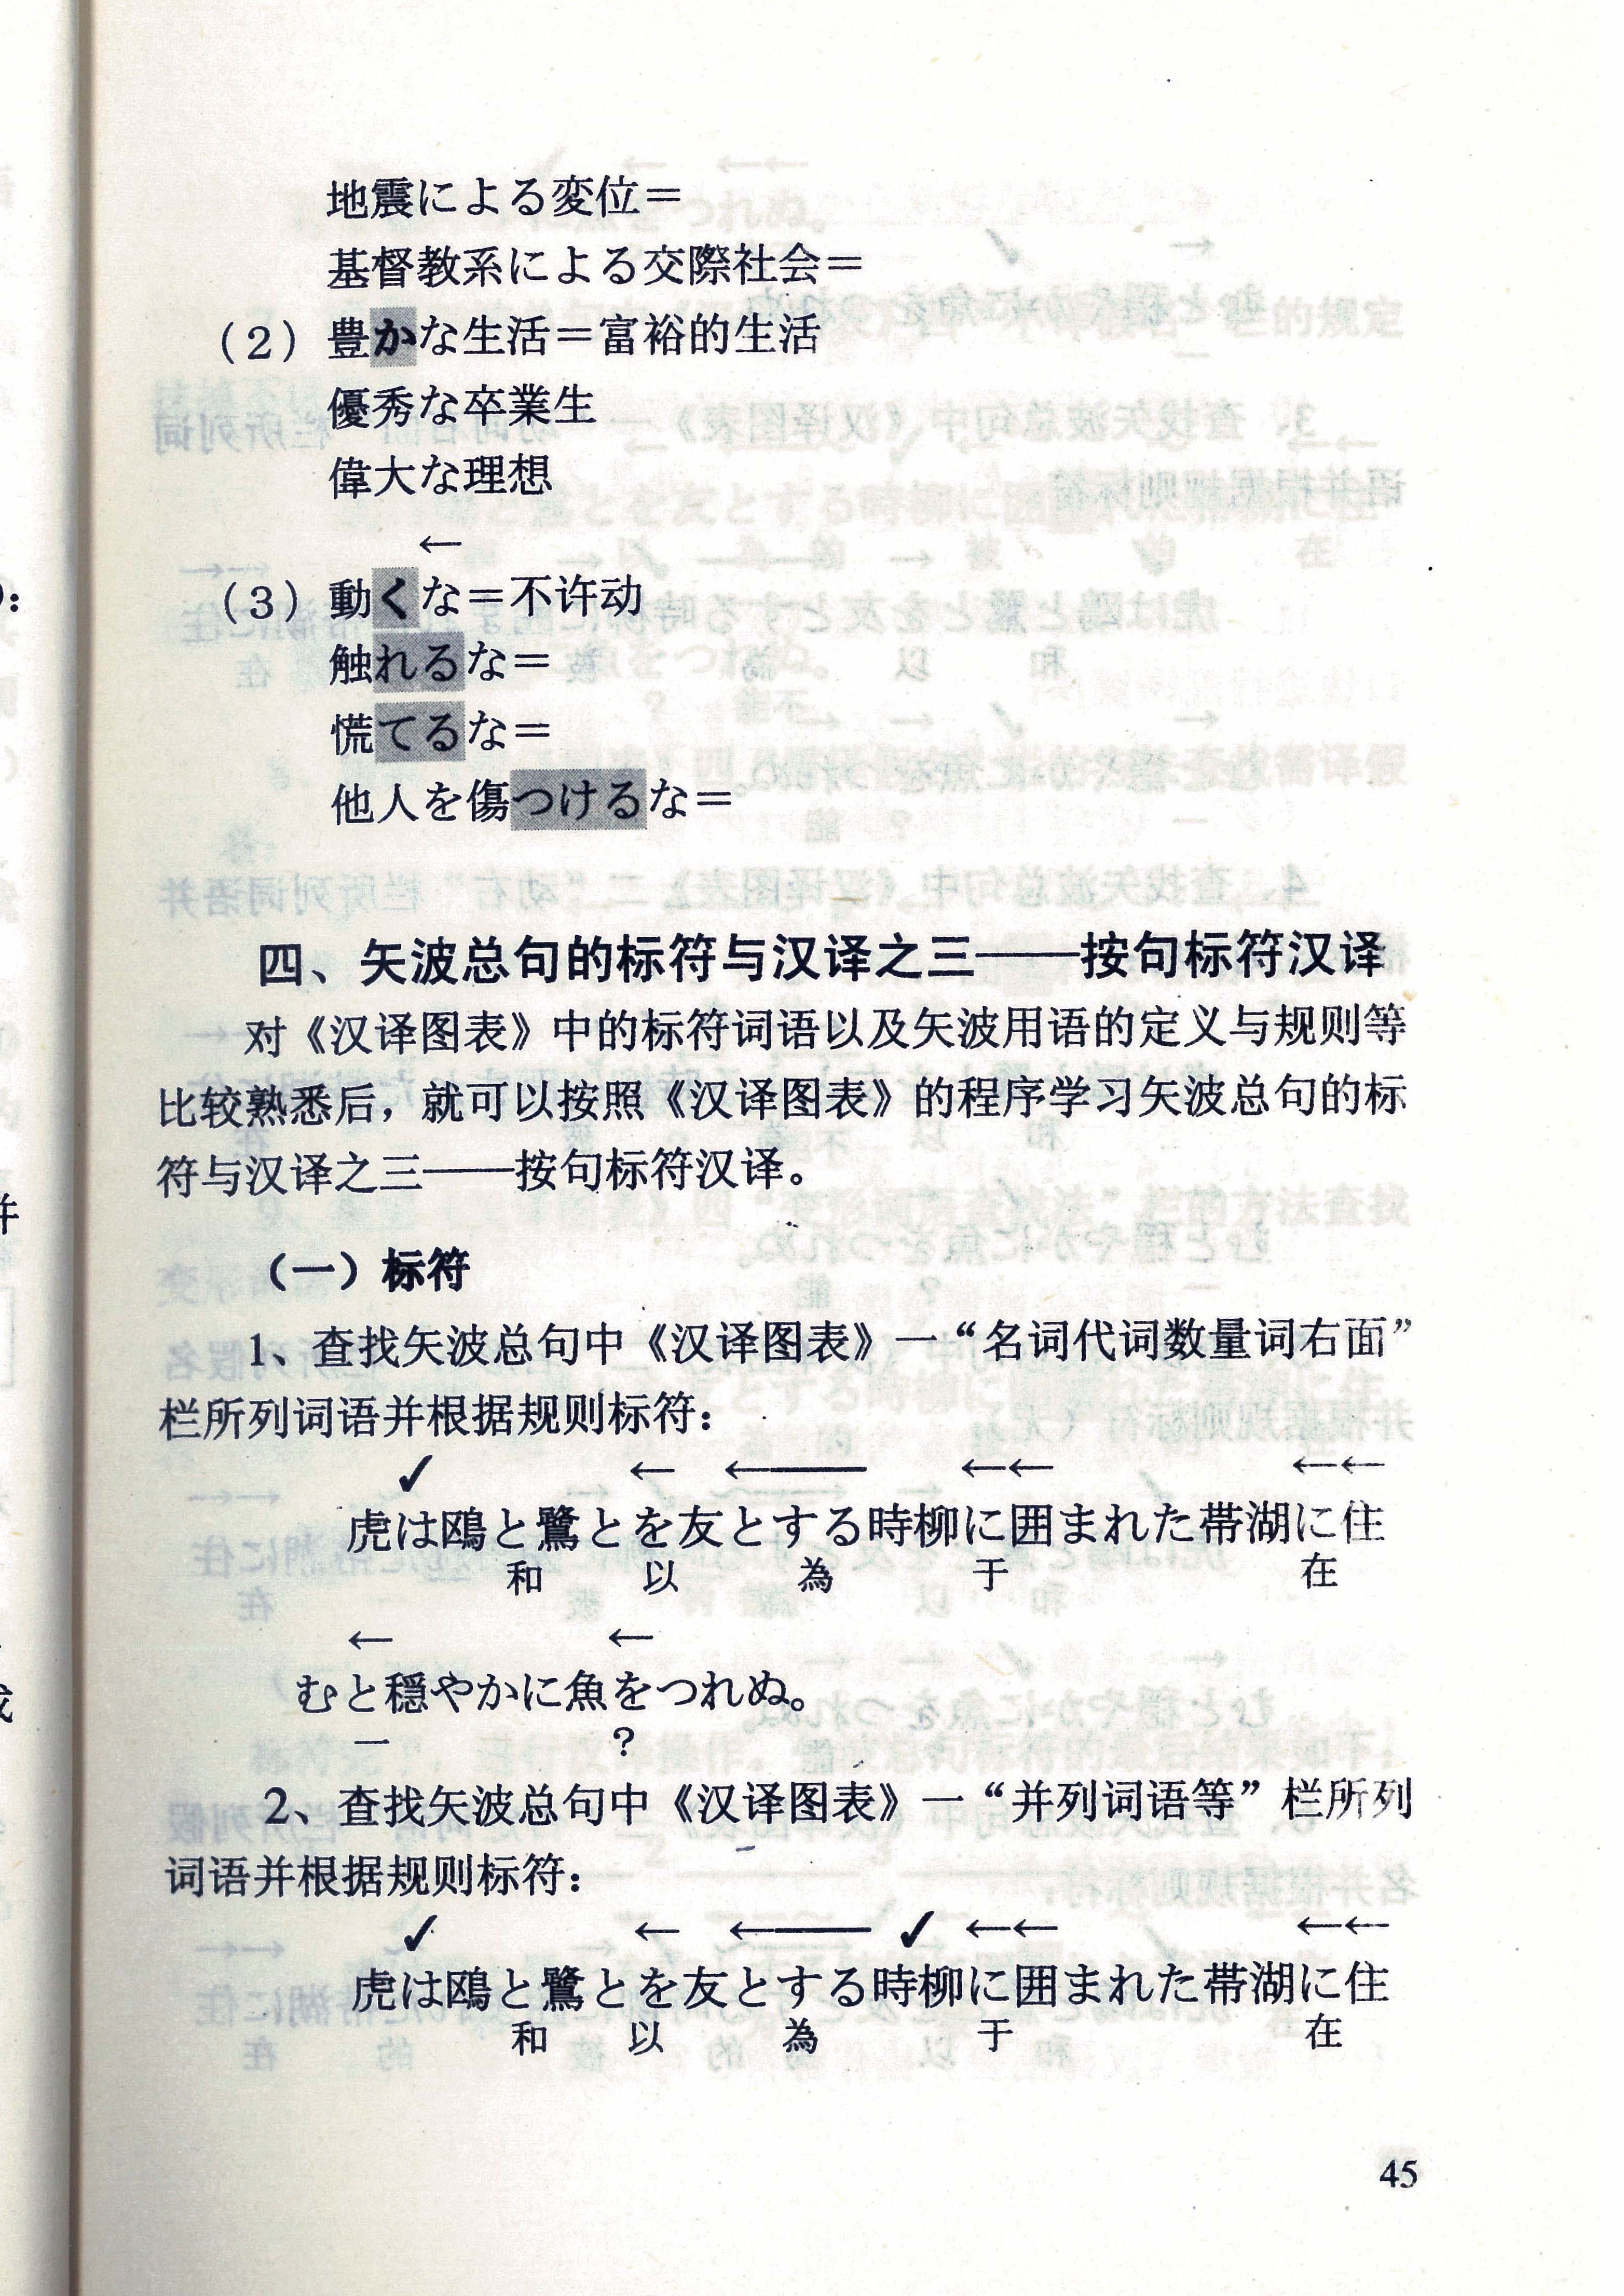 地震による変位＝
基督教系による交際社会＝
（2）豊かな生活＝富裕的生活
優秀な卒業生
偉大な理想
←
（3）動くな＝不许动
触れるな＝
慌てるな＝
他人を傷つけるな＝
四、矢波总句的标符与汉译之三——按句标符汉译
对《汉译图表》中的标符词语以及矢波用语的定义与规则等
比较熟悉后，就可以按照《汉译图表》的程序学习矢波总句的标
符与汉译之三——按句标符汉译。
（一）标符
1、查找矢波总句中《汉译图表》一“名词代词数量词右面”
栏所列词语并根据规则标符：
✓ ← ←—— ←← ←←
虎は鴎と鷺とを友とする時柳に囲まれた帯湖に住
和 以 為 于 在
← ←
むと穏やかに魚をつれぬ。
一 ?
2、查找矢波总句中《汉译图表》一“并列词语等”栏所列
词语并根据规则标符：
✓ ← ←—— ✓ ←← ←←
虎は鴎と鷺とを友とする時柳に囲まれた帯湖に住
和 以 為 于 在
45